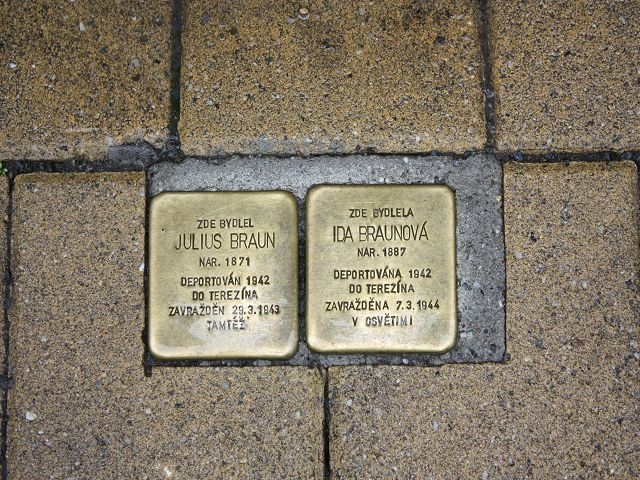 ZDE BYDLEL
JULIUS BRAUN
NAR. 1871
DEPORTOVÁN 1942
DO TEREZÍNA
ZAVRAŽDĚN 29.3.1943
TAMTÉŽ
ZDE BYDLELA
IDA BRAUNOVÁ
NAR. 1887
DEPORTOVÁNA 1942
DO TEREZÍNA
ZAVRAŽDĚNA 7.3.1944
V OSVĚTIMI